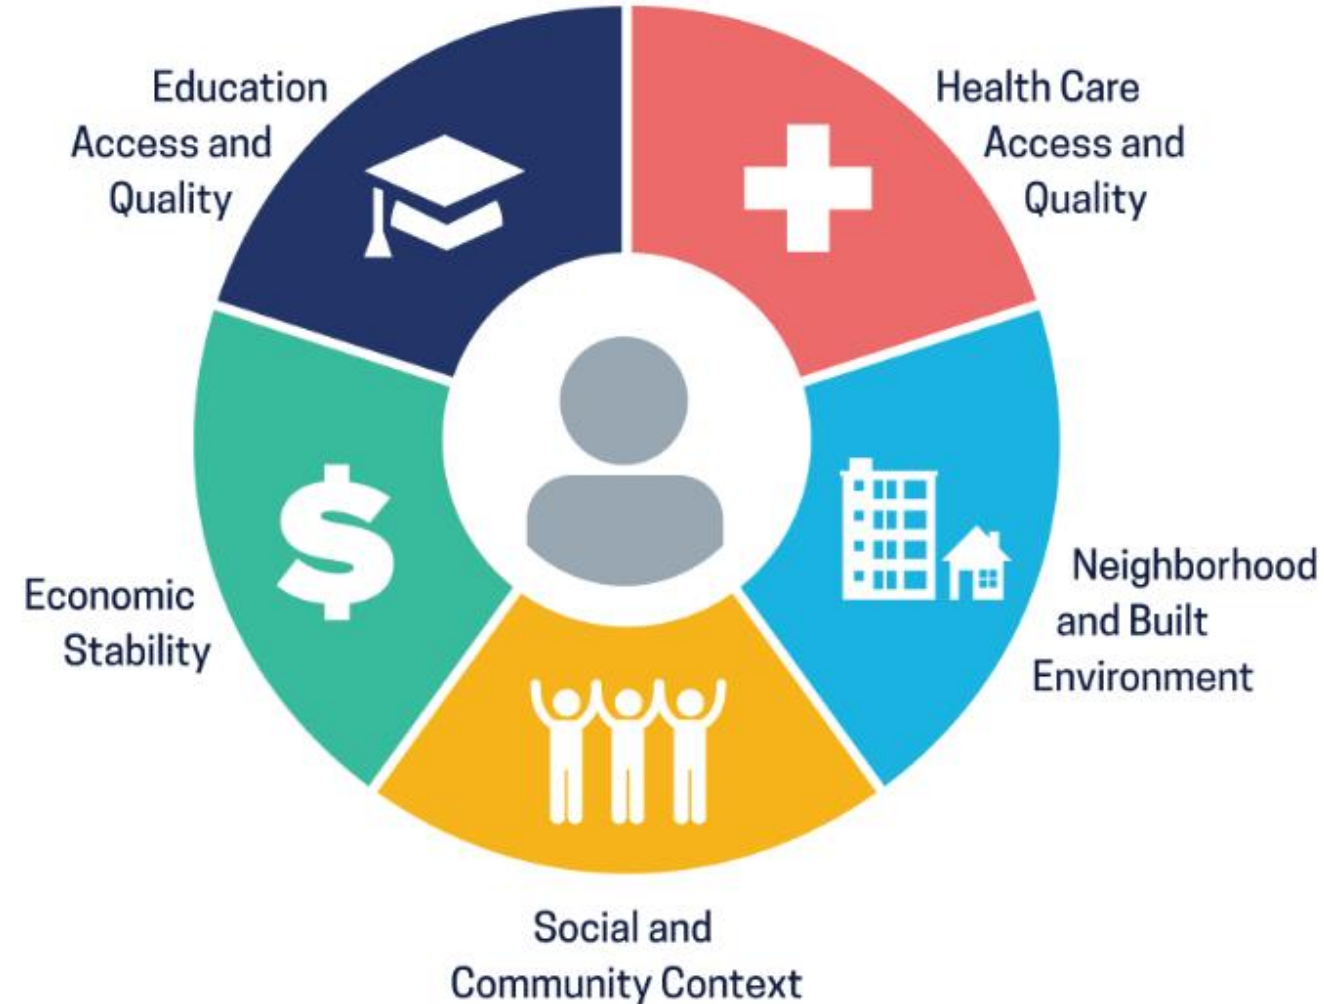 Education
Access and
Quality
Health Care
Access and
Quality
Economic
Stability
Neighborhood
and Built
Environment
Social and
Community Context